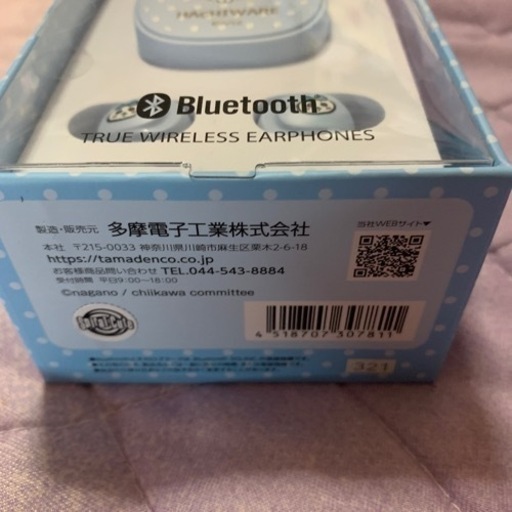 HACHIWARE
Bluetooth
TRUE WIRELESS EARPHONES
製造・販売元 多摩電子工業株式会社
本社 〒215-0033 神奈川県川崎市麻生区栗木2-6-18
https://tamadenco.co.jp
お客様商品問い合わせ TEL.044-543-8884
受付時間 平日9:00~18:00
©nagano / chiikawa committee
当社WEBサイト▼
4 518707 307811
321